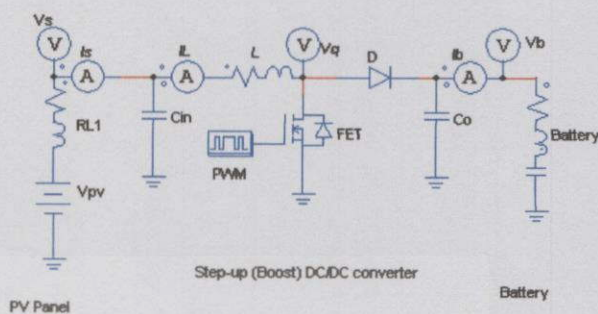 Vs
V
Is
A
IL
A
L
V
Vq
D
Ib
A
V
Vb
RL1
Cin
PWM
FET
Co
Battery
Vpv
Step-up (Boost) DC/DC converter
Battery
PV Panel